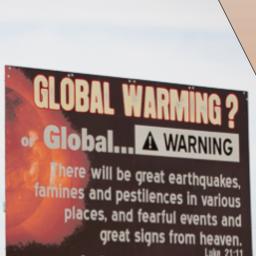 GLOBAL WARMING?
or Global... WARNING
There will be great earthquakes,
famines and pestilences in various
places, and fearful events and
great signs from heaven.
Luke 21:11